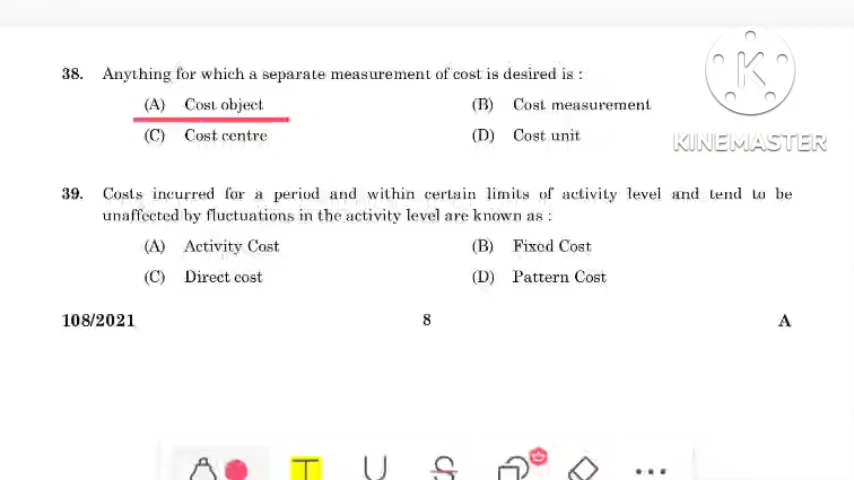 38. Anything for which a separate measurement of cost is desired is :
(A) Cost object (B) Cost measurement
(C) Cost centre (D) Cost unit
KINEMASTER
39. Costs incurred for a period and within certain limits of activity level and tend to be
unaffected by fluctuations in the activity level are known as :
(A) Activity Cost (B) Fixed Cost
(C) Direct cost (D) Pattern Cost
108/2021 8 A
T U S